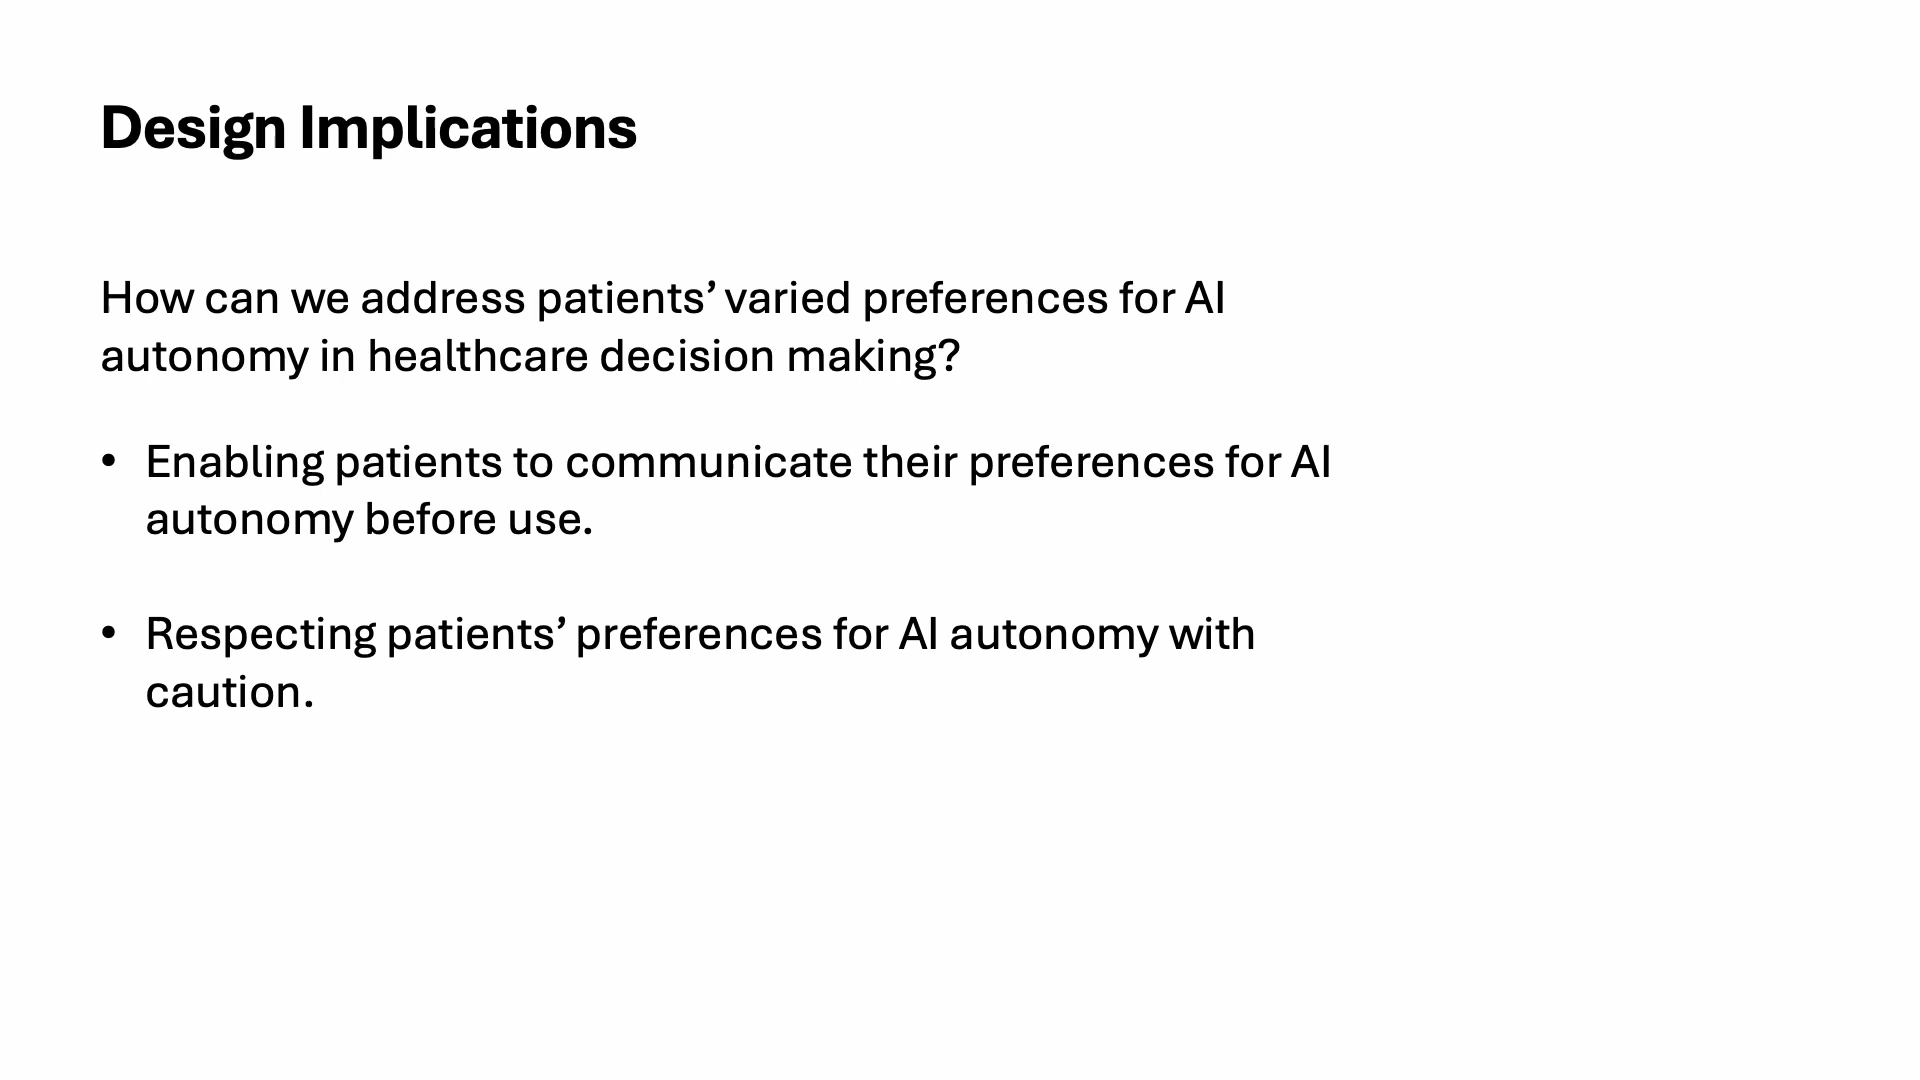 Design Implications
How can we address patients’ varied preferences for AI
autonomy in healthcare decision making?
• Enabling patients to communicate their preferences for AI
autonomy before use.
• Respecting patients’ preferences for AI autonomy with
caution.